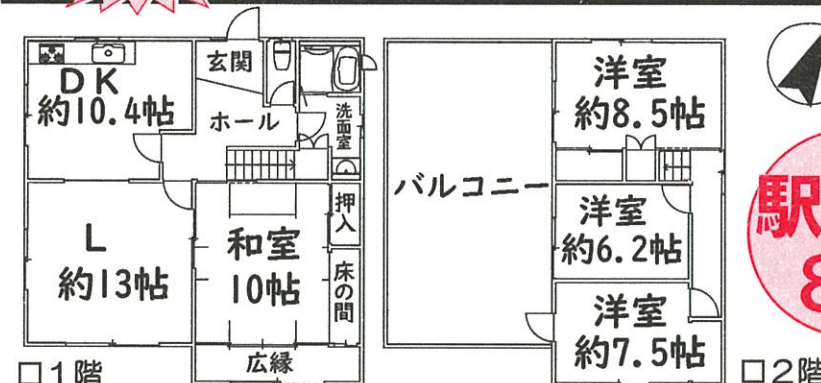 DK
約10.4帖
玄関
ホール
洗面室
L
約13帖
和室
10帖
押入
床の間
広縁
□1階
バルコニー
洋室
約8.5帖
洋室
約6.2帖
洋室
約7.5帖
駅
8
□2階